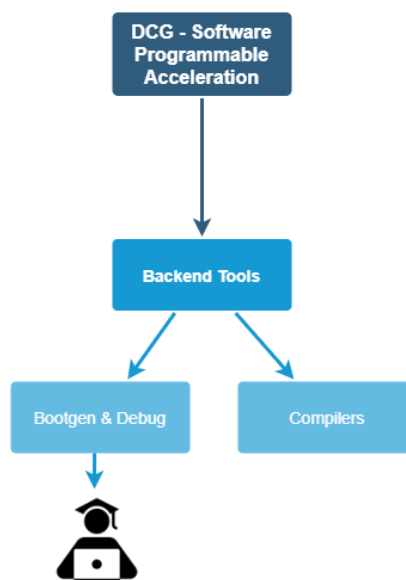 DCG - Software
Programmable
Acceleration
Backend Tools
Bootgen & Debug
Compilers